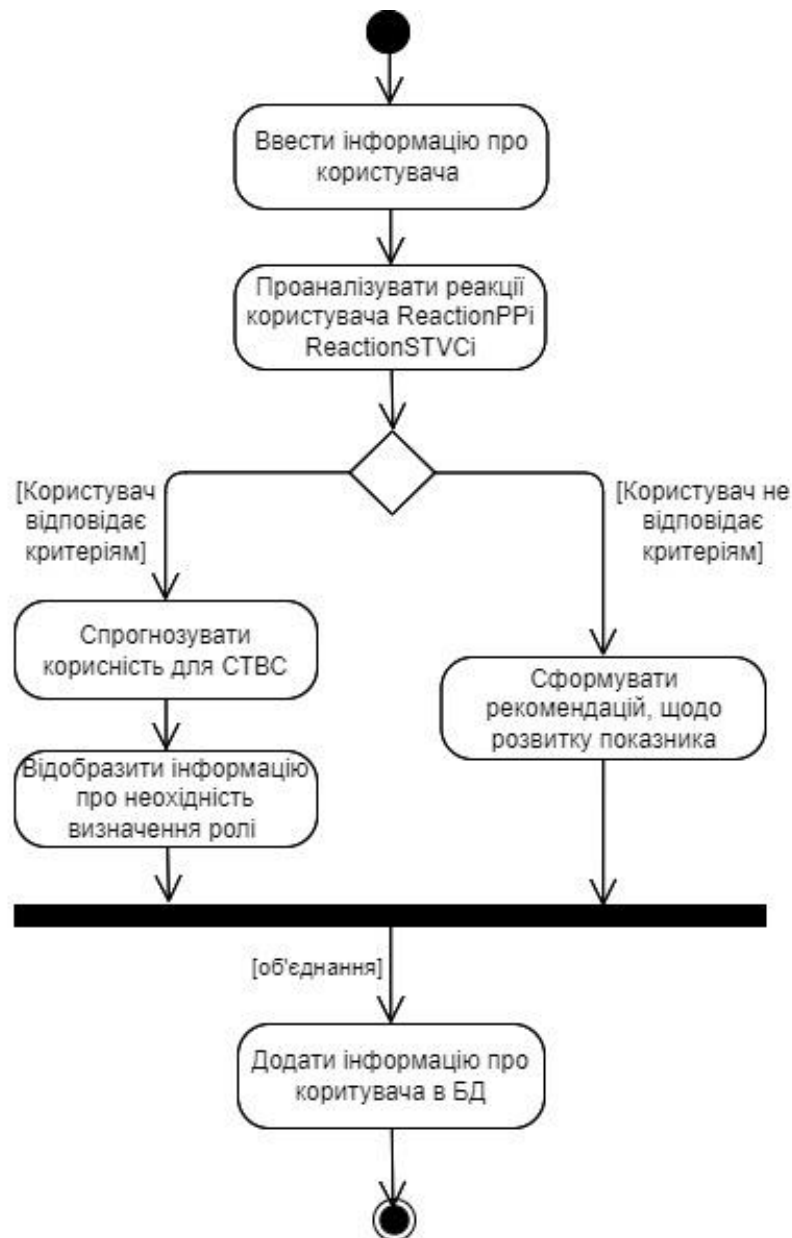 Ввести інформацію про
користувача
Проаналізувати реакції
користувача ReactionPPi
ReactionSTVCi
[Користувач
відповідає
критеріям]
[Користувач не
відповідає
критеріям]
Спрогнозувати
корисність для СТВС
Відобразити інформацію
про неохідність
визначення ролі
Сформувати
рекомендацій, щодо
розвитку показника
[об'єднання]
Додати інформацію про
коритувача в БД